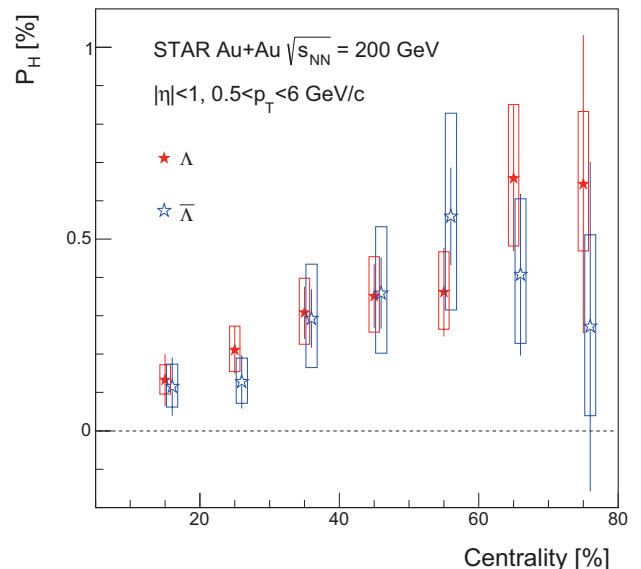 P_H [%]
1
STAR Au+Au √s_NN = 200 GeV
|η|<1, 0.5<p_T<6 GeV/c
Λ
Λ̅
0.5
0
20 40 60 80
Centrality [%]